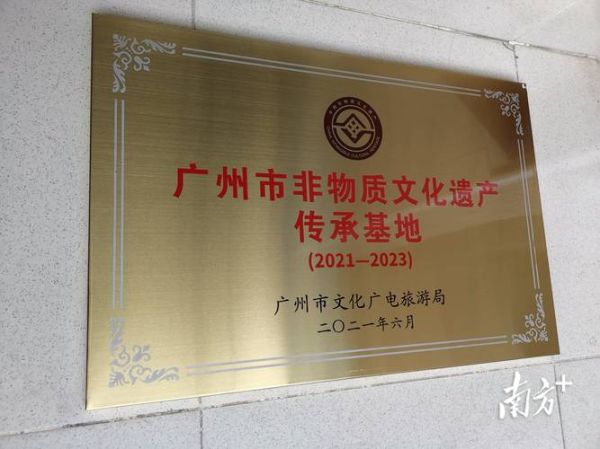 广州市非物质文化遗产
传承基地
(2021—2023)
广州市文化广电旅游局
二〇二一年六月
南方+